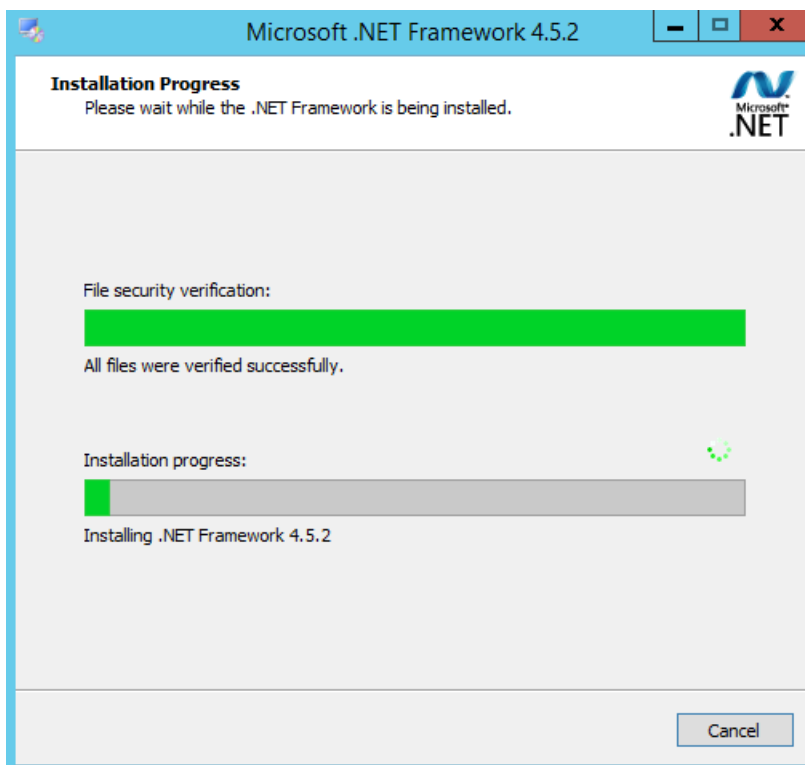 Microsoft .NET Framework 4.5.2
Installation Progress
Please wait while the .NET Framework is being installed.
Microsoft
.NET
File security verification:
All files were verified successfully.
Installation progress:
Installing .NET Framework 4.5.2
Cancel